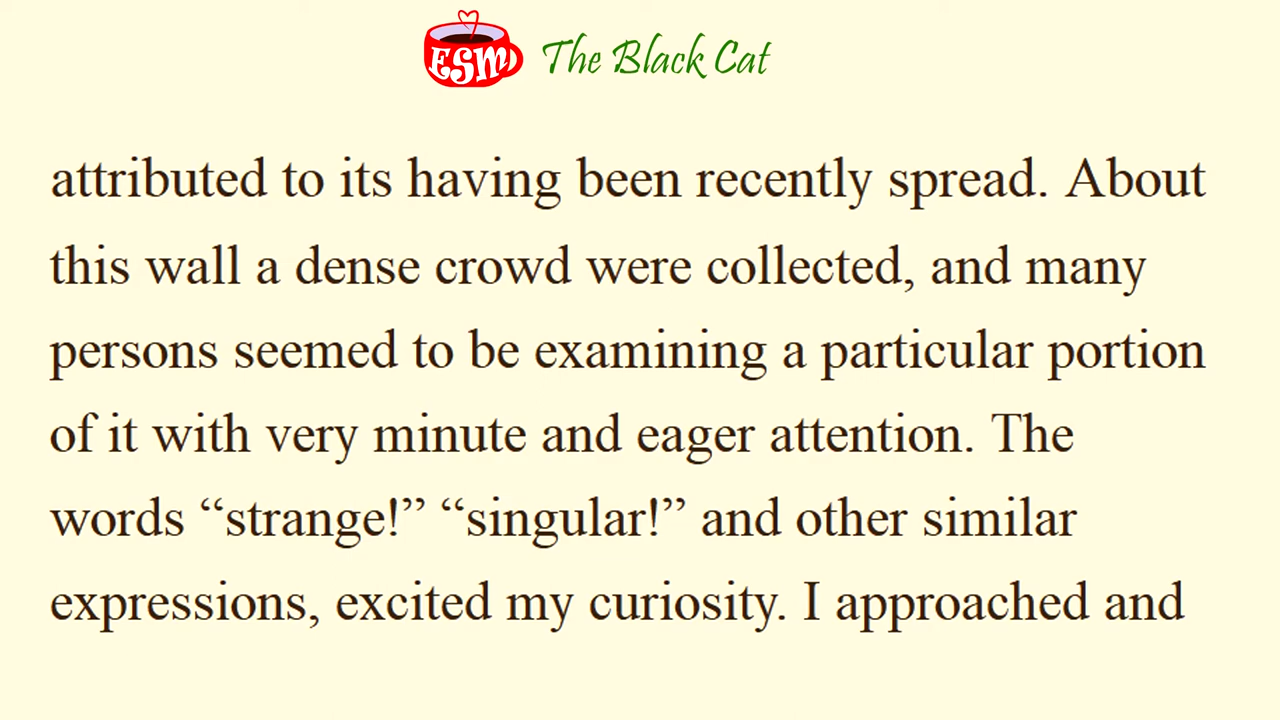 ESM The Black Cat
attributed to its having been recently spread. About
this wall a dense crowd were collected, and many
persons seemed to be examining a particular portion
of it with very minute and eager attention. The
words “strange!” “singular!” and other similar
expressions, excited my curiosity. I approached and